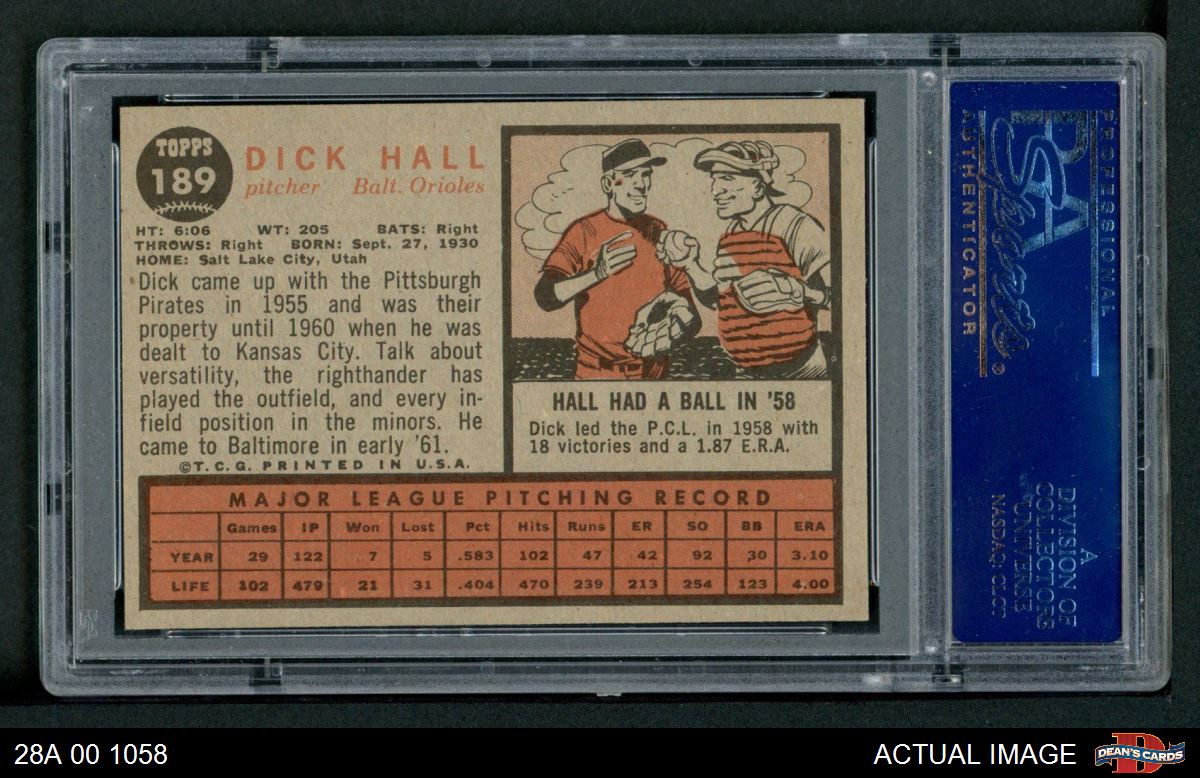 TOPPS
189
DICK HALL
pitcher Balt. Orioles
HT: 6:06 WT: 205 BATS: Right
THROWS: Right BORN: Sept. 27, 1930
HOME: Salt Lake City, Utah
Dick came up with the Pittsburgh
Pirates in 1955 and was their
property until 1960 when he was
dealt to Kansas City. Talk about
versatility, the righthander has
played the outfield, and every in-
field position in the minors. He
came to Baltimore in early '61.
©T.C.G. PRINTED IN U.S.A.
HALL HAD A BALL IN '58
Dick led the P.C.L. in 1958 with
18 victories and a 1.87 E.R.A.
MAJOR LEAGUE PITCHING RECORD
Games IP Won Lost Pct Hits Runs ER SO BB ERA
YEAR 29 122 7 5 .583 102 47 42 92 30 3.10
LIFE 102 479 21 31 .404 470 239 213 254 123 4.00
PROFESSIONAL
PSA
Sports
AUTHENTICATOR
®
A
DIVISION OF
COLLECTORS
UNIVERSE
NASDAQ: CLCT
28A 00 1058
ACTUAL IMAGE
DEAN'S CARDS